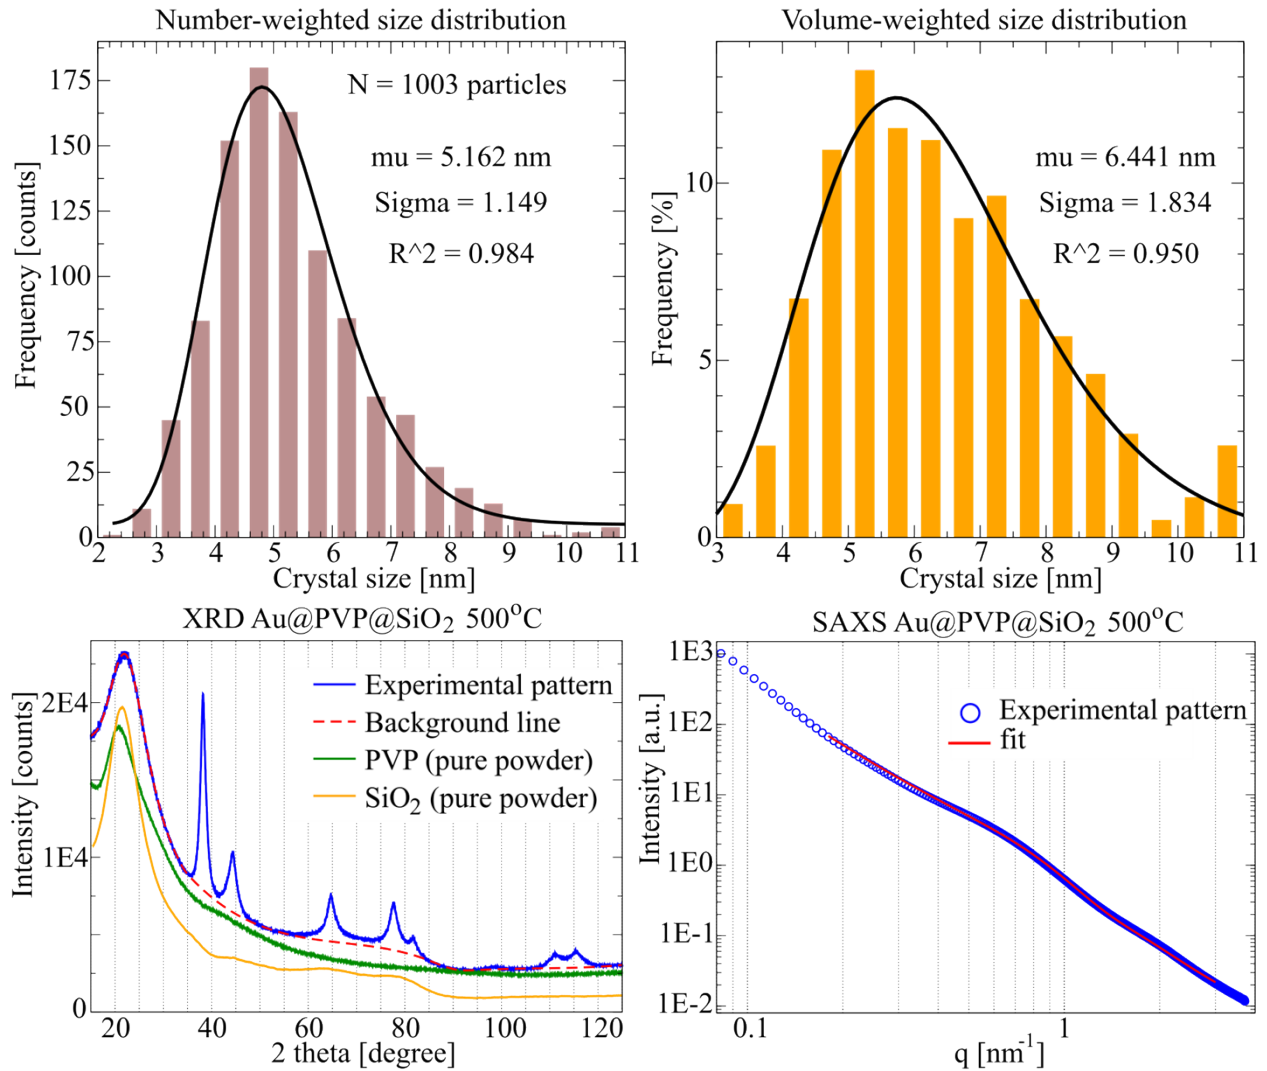 Number-weighted size distribution
N = 1003 particles
mu = 5.162 nm
Sigma = 1.149
R^2 = 0.984
Frequency [counts]
175
150
125
100
75
50
25
0
2 3 4 5 6 7 8 9 10 11
Crystal size [nm]
Volume-weighted size distribution
mu = 6.441 nm
Sigma = 1.834
R^2 = 0.950
Frequency [%]
10
5
0
3 4 5 6 7 8 9 10 11
Crystal size [nm]
XRD Au@PVP@SiO₂ 500°C
Experimental pattern
Background line
PVP (pure powder)
SiO₂ (pure powder)
Intensity [counts]
2E4
1E4
0
20 40 60 80 100 120
2 theta [degree]
SAXS Au@PVP@SiO₂ 500°C
Experimental pattern
fit
Intensity [a.u.]
1E3
1E2
1E1
1E0
1E-1
1E-2
0.1 1
q [nm⁻¹]